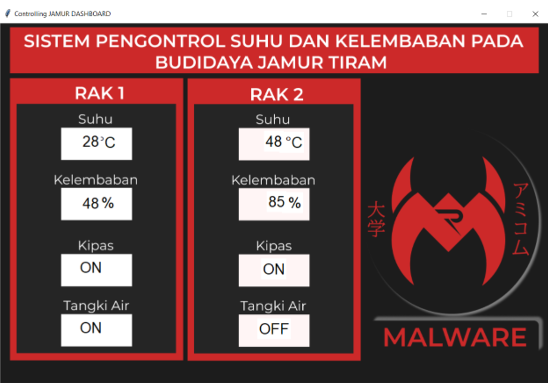 Controlling JAMUR DASHBOARD
SISTEM PENGONTROL SUHU DAN KELEMBABAN PADA
BUDIDAYA JAMUR TIRAM
RAK 1
Suhu
28°C
Kelembaban
48 %
Kipas
ON
Tangki Air
ON
RAK 2
Suhu
48 °C
Kelembaban
85 %
Kipas
ON
Tangki Air
OFF
大学
アミコム
MALWARE